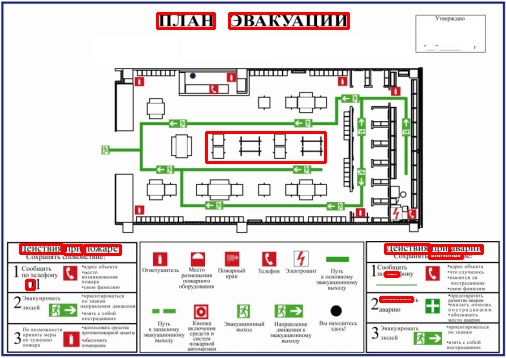 ПЛАН ЭВАКУАЦИИ
Утверждаю
Действия при пожаре
Сохранять спокойствие:
1 Сообщить
по телефону
1
•адрес объекта
•место
возникновения
пожара
•свою фамилию
2 Эвакуировать
людей
•ориентироваться
по знакам
направления движения
•взять с собой
пострадавших
3 По возможности
принять меры
по тушению
пожара
•использовать средства
противопожарной защиты
•обесточить
помещение
Огнетушитель
Место
размещения
пожарного
оборудования
Пожарный
кран
Телефон
Электрощит
Путь
к основному
эвакуационному
выходу
Путь
к запасному
эвакуационному
выходу
Кнопка
включения
средств и
систем
пожарной
автоматики
Эвакуационный
выход
Направление
движения к
эвакуационному
выходу
Вы находитесь
здесь!
Действия при аварии
Сохранять спокойствие:
1 Сообщить
по телефону
•адрес объекта
•что случилось
•имеются ли
пострадавшие
•свою фамилию
2
аварию
•предотвратить
развитие аварии
•оказать помощь
пострадавшим
•обозначить
место аварии
3 Эвакуировать
людей
•ориентироваться
по знакам
•взять с собой
пострадавших